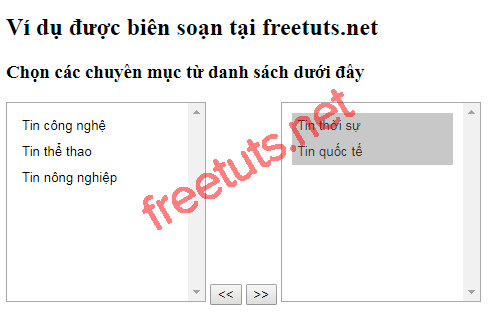 Ví dụ được biên soạn tại freetuts.net
Chọn các chuyên mục từ danh sách dưới đây
Tin công nghệ
Tin thể thao
Tin nông nghiệp
Tin thời sự
Tin quốc tế
<< >>
freetuts.net